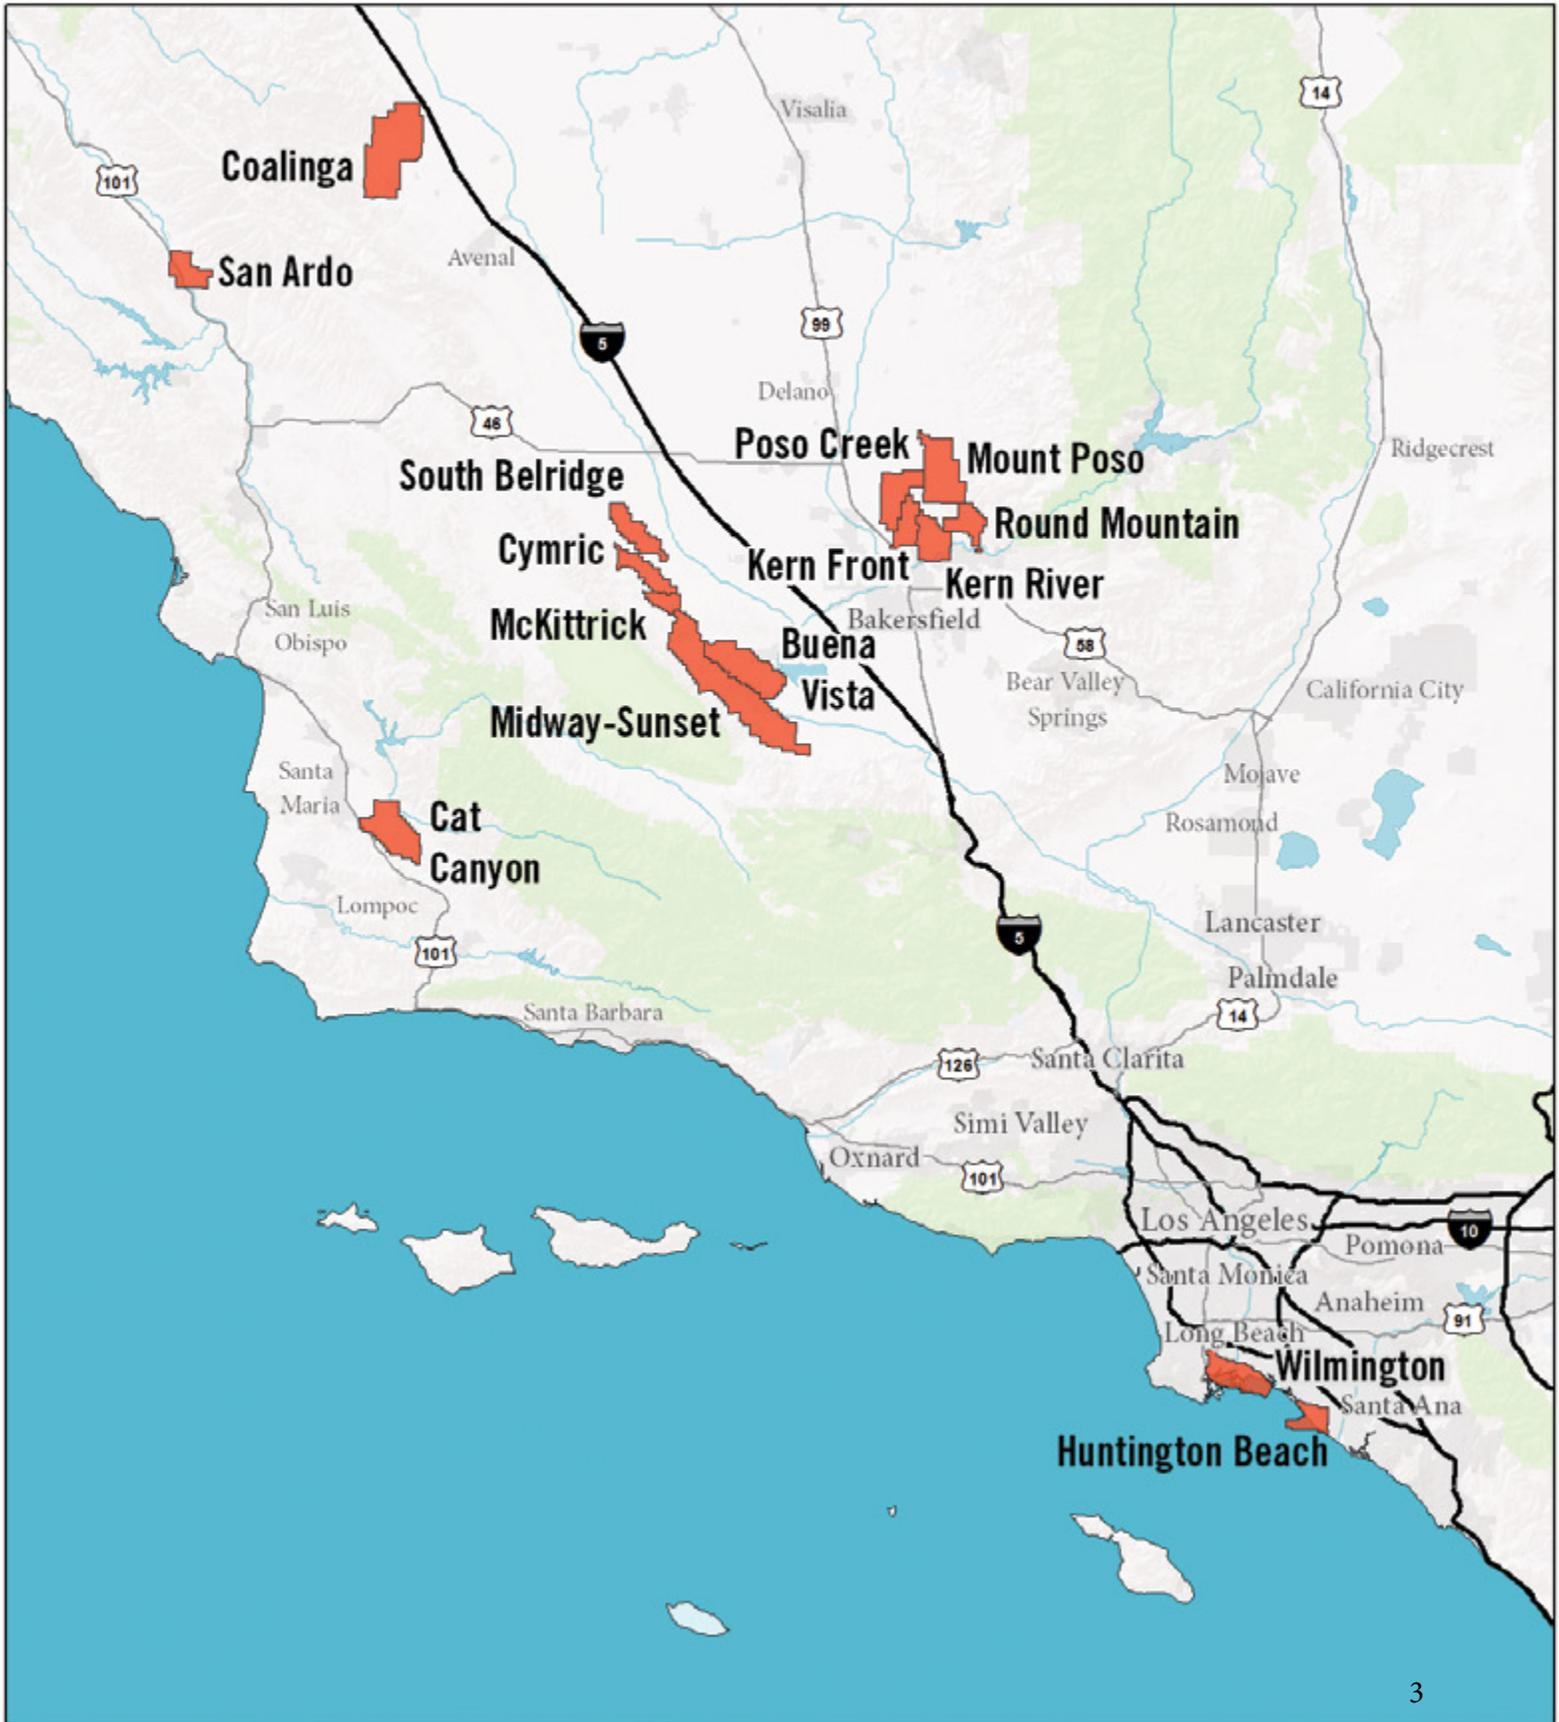 14
Visalia
Coalinga
101
Avenal
San Ardo
99
5
Delano
46
Poso Creek
Mount Poso
Ridgecrest
South Belridge
Round Mountain
Cymric
Kern Front
Kern River
San Luis
Obispo
McKittrick
Bakersfield
Buena
Vista
58
Bear Valley
Springs
California City
Midway-Sunset
Santa
Maria
Mojave
Cat
Canyon
Rosamond
Lompoc
Lancaster
5
101
Palmdale
Santa Barbara
14
126
Santa Clarita
Simi Valley
Oxnard
101
Los Angeles
10
Pomona
Santa Monica
Anaheim
91
Long Beach
Wilmington
Santa Ana
Huntington Beach
3